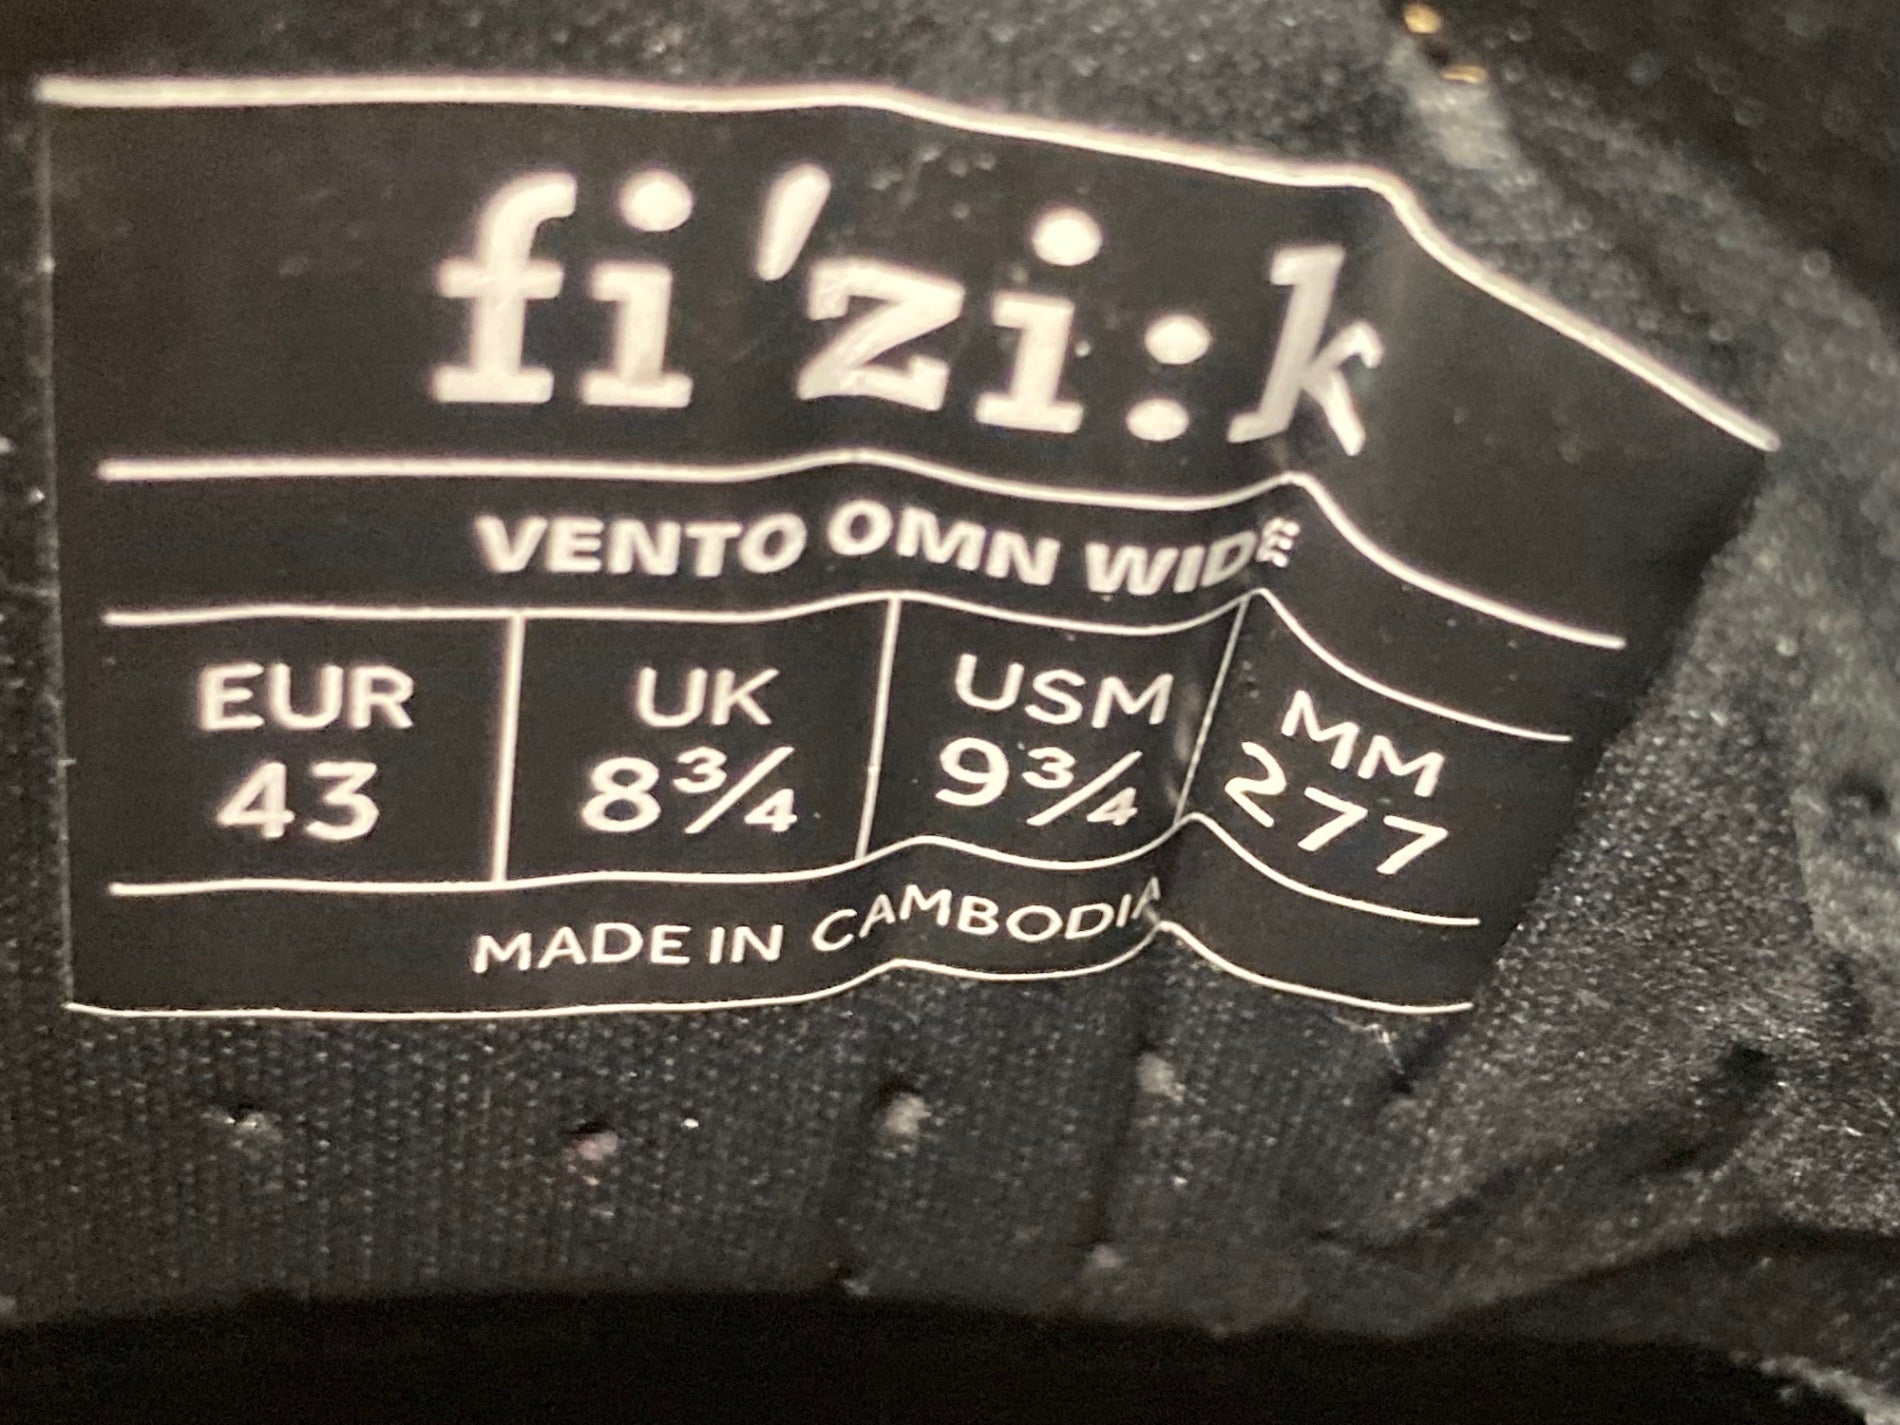 fi'zi:k
VENTO OMN WIDE
EUR UK USM MM
43 8¾ 9¾ 277
MADE IN CAMBODIA